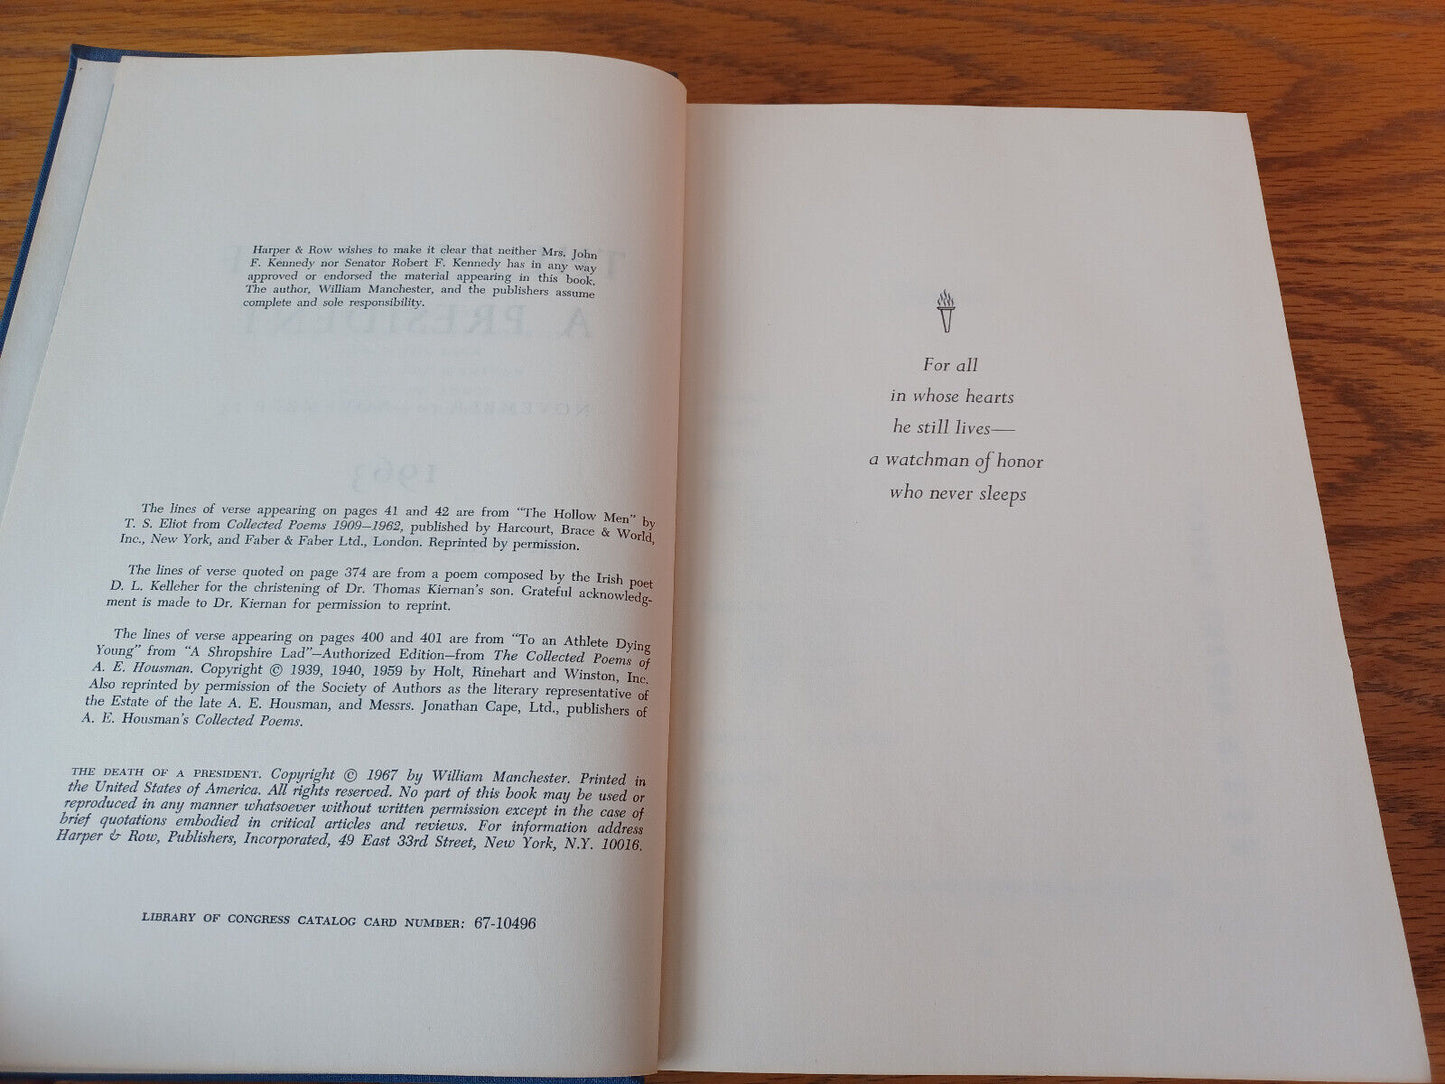 Harper & Row wishes to make it clear that neither Mrs. John
F. Kennedy nor Senator Robert F. Kennedy has in any way
approved or endorsed the material appearing in this book.
The author, William Manchester, and the publishers assume
complete and sole responsibility.
The lines of verse appearing on pages 41 and 42 are from "The Hollow Men" by
T. S. Eliot from Collected Poems 1909–1962, published by Harcourt, Brace & World,
Inc., New York, and Faber & Faber Ltd., London. Reprinted by permission.
The lines of verse quoted on page 374 are from a poem composed by the Irish poet
D. L. Kelleher for the christening of Dr. Thomas Kiernan's son. Grateful acknowledg-
ment is made to Dr. Kiernan for permission to reprint.
The lines of verse appearing on pages 400 and 401 are from "To an Athlete Dying
Young" from "A Shropshire Lad"—Authorized Edition—from The Collected Poems of
A. E. Housman. Copyright © 1939, 1940, 1959 by Holt, Rinehart and Winston, Inc.
Also reprinted by permission of the Society of Authors as the literary representative of
the Estate of the late A. E. Housman, and Messrs. Jonathan Cape, Ltd., publishers of
A. E. Housman's Collected Poems.
THE DEATH OF A PRESIDENT. Copyright © 1967 by William Manchester. Printed in
the United States of America. All rights reserved. No part of this book may be used or
reproduced in any manner whatsoever without written permission except in the case of
brief quotations embodied in critical articles and reviews. For information address
Harper & Row, Publishers, Incorporated, 49 East 33rd Street, New York, N.Y. 10016.
LIBRARY OF CONGRESS CATALOG CARD NUMBER: 67-10496
For all
in whose hearts
he still lives—
a watchman of honor
who never sleeps